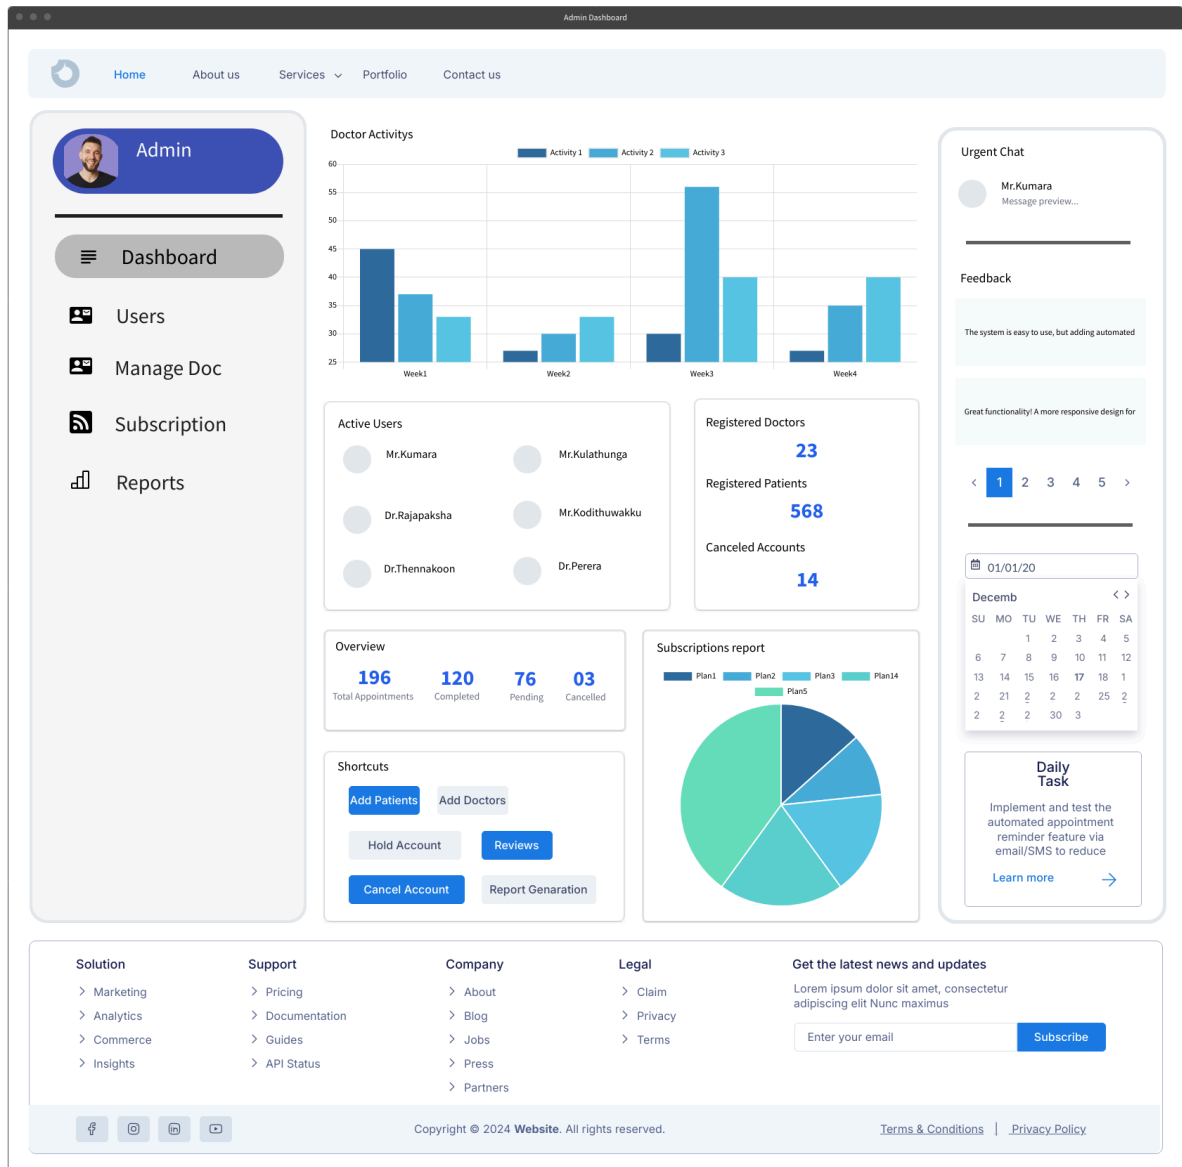 Admin Dashboard
Home About us Services Portfolio Contact us
Admin
Dashboard
Users
Manage Doc
Subscription
Reports
Doctor Activitys
Activity 1 Activity 2 Activity 3
60
55
50
45
40
35
30
25
Week1 Week2 Week3 Week4
Active Users
Mr.Kumara Mr.Kulathunga
Dr.Rajapaksha Mr.Kodithuwakku
Dr.Thennakoon Dr.Perera
Registered Doctors
23
Registered Patients
568
Canceled Accounts
14
Overview
196 120 76 03
Total Appointments Completed Pending Cancelled
Shortcuts
Add Patients Add Doctors
Hold Account Reviews
Cancel Account Report Genaration
Subscriptions report
Plan1 Plan2 Plan3 Plan14
Plan5
Urgent Chat
Mr.Kumara
Message preview...
Feedback
The system is easy to use, but adding automated
Great functionality! A more responsive design for
1 2 3 4 5
01/01/20
Decemb
SU MO TU WE TH FR SA
1 2 3 4 5
6 7 8 9 10 11 12
13 14 15 16 17 18 1
2 21 2 2 2 25 2
2 2 2 30 3
Daily
Task
Implement and test the
automated appointment
reminder feature via
email/SMS to reduce
Learn more
Solution
Marketing
Analytics
Commerce
Insights
Support
Pricing
Documentation
Guides
API Status
Company
About
Blog
Jobs
Press
Partners
Legal
Claim
Privacy
Terms
Get the latest news and updates
Lorem ipsum dolor sit amet, consectetur
adipiscing elit Nunc maximus
Enter your email Subscribe
Copyright © 2024 Website. All rights reserved.
Terms & Conditions | Privacy Policy